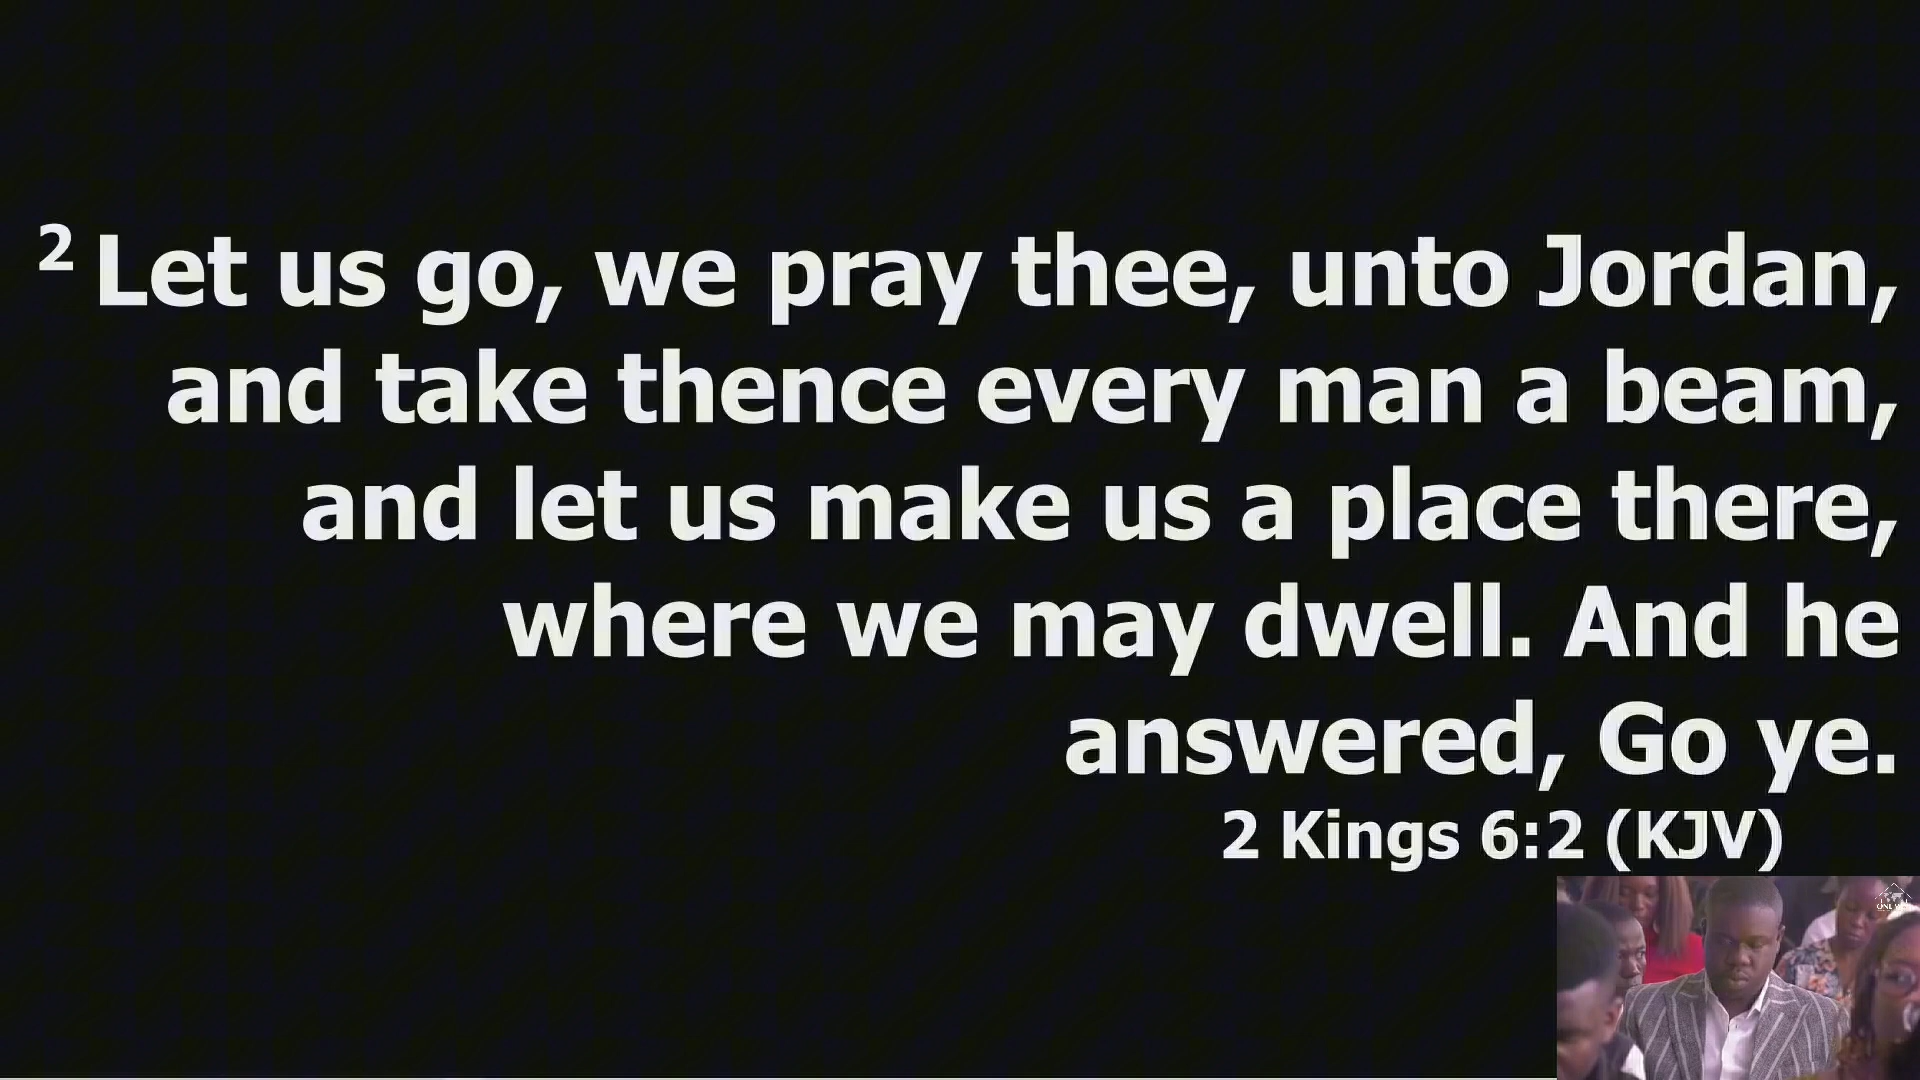 2 Let us go, we pray thee, unto Jordan,
and take thence every man a beam,
and let us make us a place there,
where we may dwell. And he
answered, Go ye.
2 Kings 6:2 (KJV)